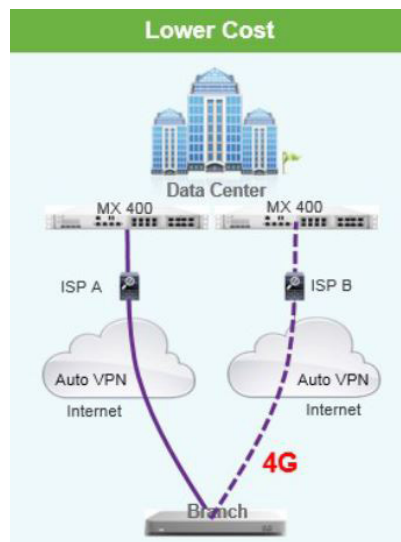 Lower Cost
Data Center
MX 400 MX 400
ISP A ISP B
Auto VPN Auto VPN
Internet Internet
4G
Branch